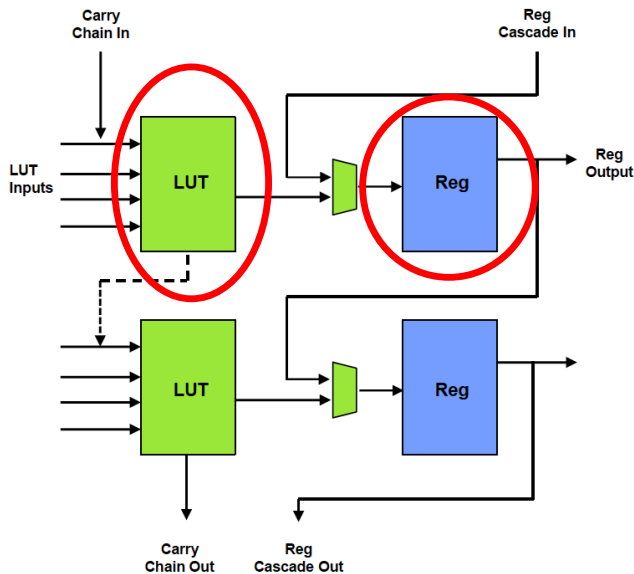 Carry
Chain In
Reg
Cascade In
LUT
Inputs
LUT
Reg
Reg
Output
LUT
Reg
Carry
Chain Out
Reg
Cascade Out